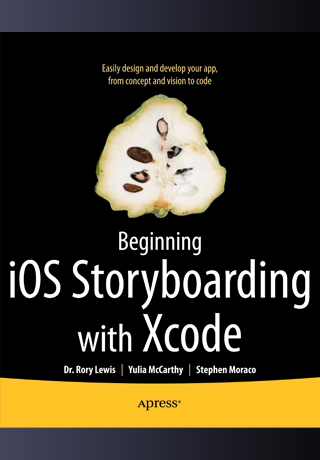 Easily design and develop your app,
from concept and vision to code
Beginning
iOS Storyboarding
with Xcode
Dr. Rory Lewis | Yulia McCarthy | Stephen Moraco
Apress®